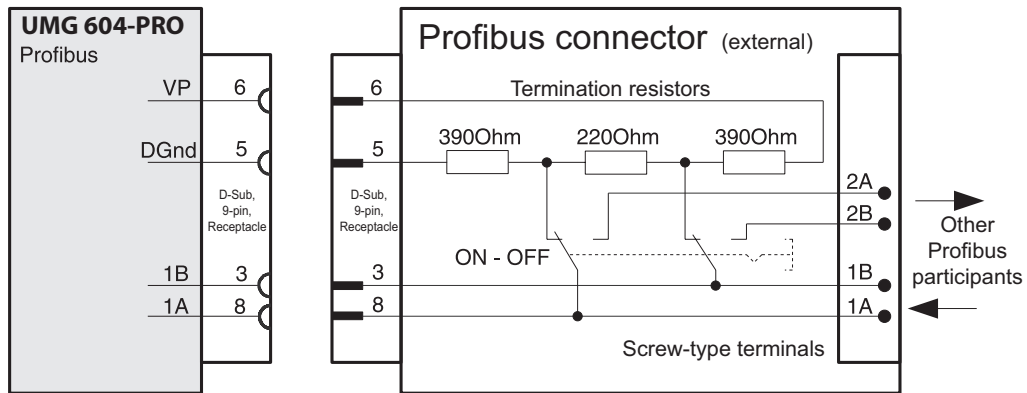 UMG 604-PRO
Profibus
VP 6
DGnd 5
D-Sub,
9-pin,
Receptacle
1B 3
1A 8
Profibus connector (external)
6 Termination resistors
5 390Ohm 220Ohm 390Ohm
D-Sub,
9-pin,
Receptacle
ON - OFF
3
8
2A
2B
1B
1A
Screw-type terminals
Other
Profibus
participants